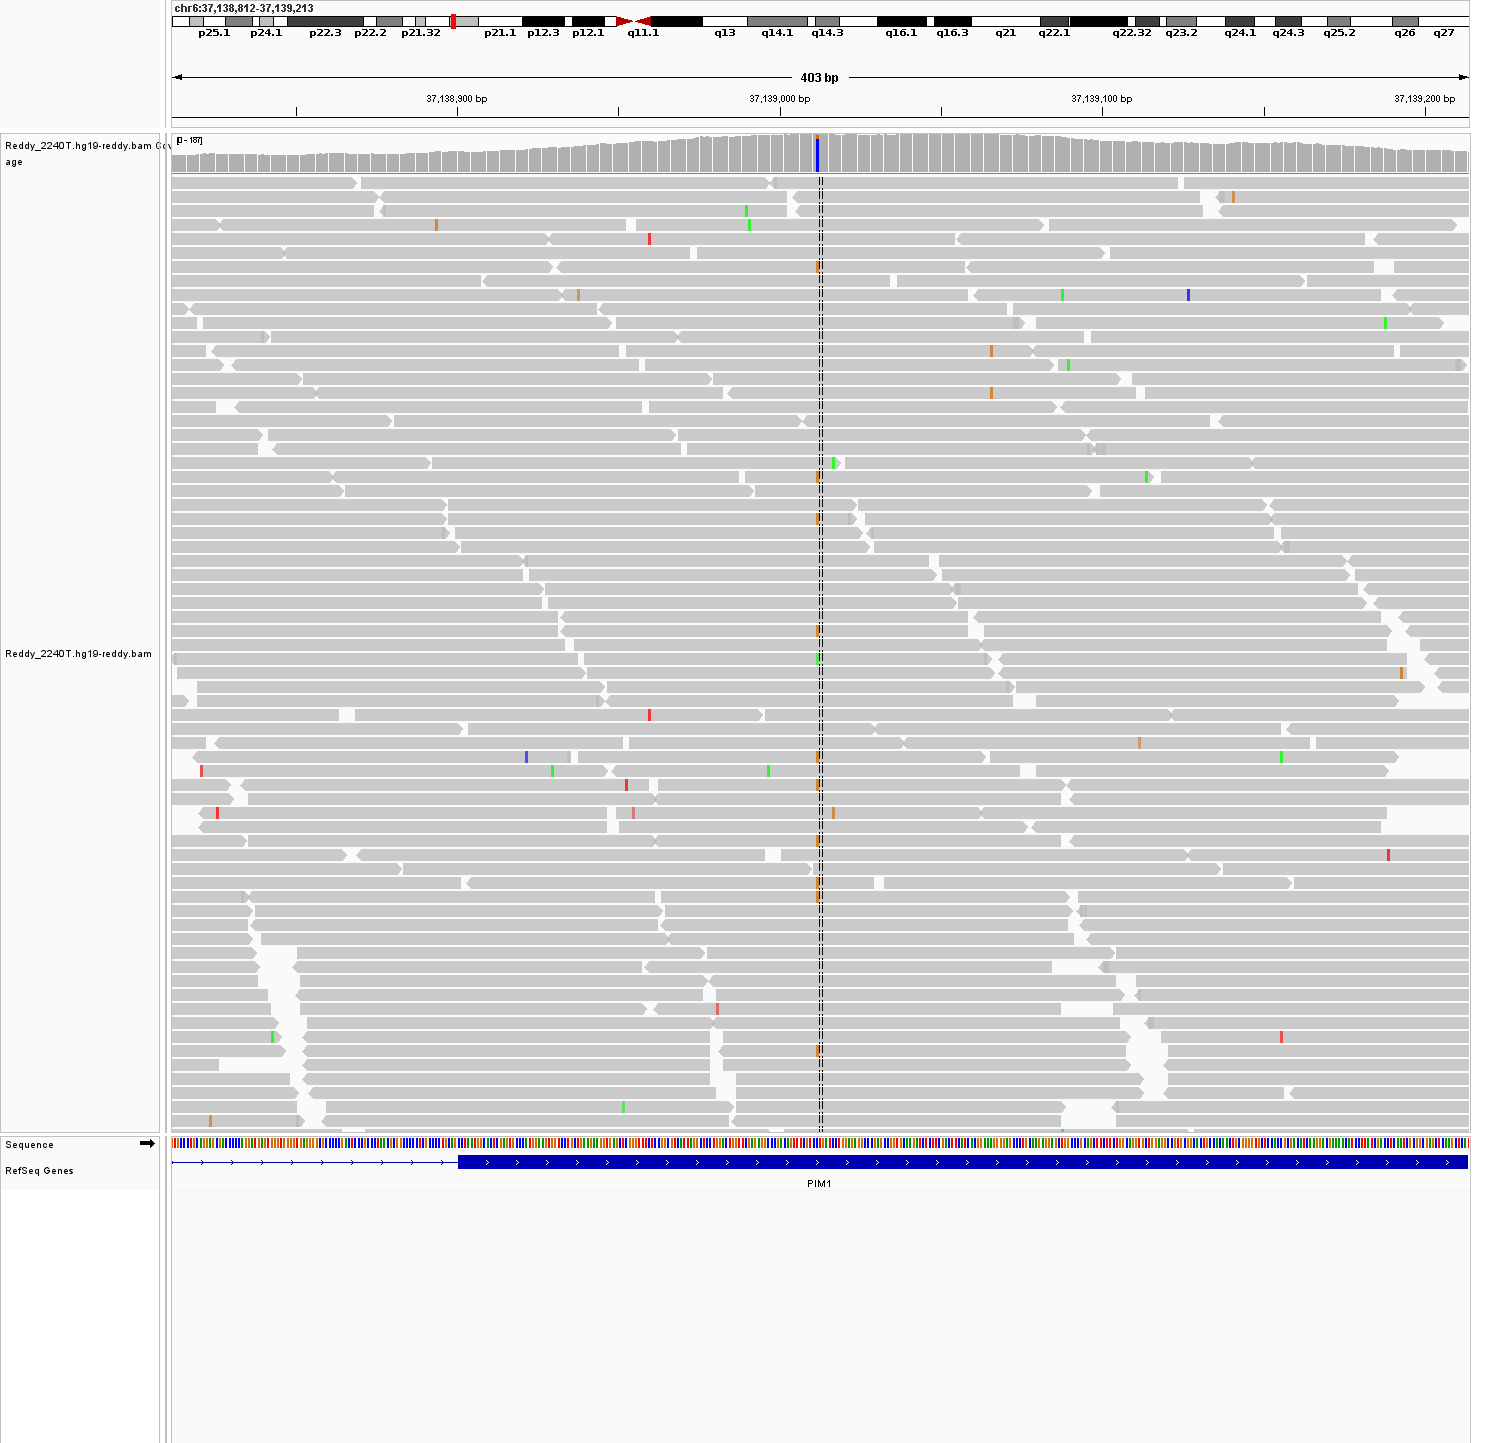 chr6:37,138,812-37,139,213
p25.1 p24.1 p22.3 p22.2 p21.32 p21.1 p12.3 p12.1 q11.1 q13 q14.1 q14.3 q16.1 q16.3 q21 q22.1 q22.32 q23.2 q24.1 q24.3 q25.2 q26 q27
403 bp
37,138,900 bp 37,139,000 bp 37,139,100 bp 37,139,200 bp
[0 - 187]
Reddy_2240T.hg19-reddy.bam Cov
age
Reddy_2240T.hg19-reddy.bam
Sequence
RefSeq Genes
PIM1